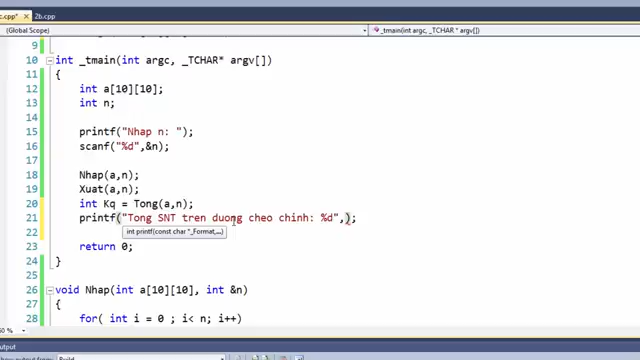 c.cpp* × 2b.cpp
(Global Scope) _tmain(int argc, _TCHAR* argv[])
9
10 int _tmain(int argc, _TCHAR* argv[])
11 {
12 int a[10][10];
13 int n;
14
15 printf("Nhap n: ");
16 scanf("%d",&n);
17
18 Nhap(a,n);
19 Xuat(a,n);
20 int Kq = Tong(a,n);
21 printf("Tong SNT tren duong cheo chinh: %d",);
22 int printf(const char *_Format,...)
23 return 0;
24 }
25
26 void Nhap(int a[10][10], int &n)
27 {
28 for( int i = 0 ; i< n; i++)
Output
Show output from: Build